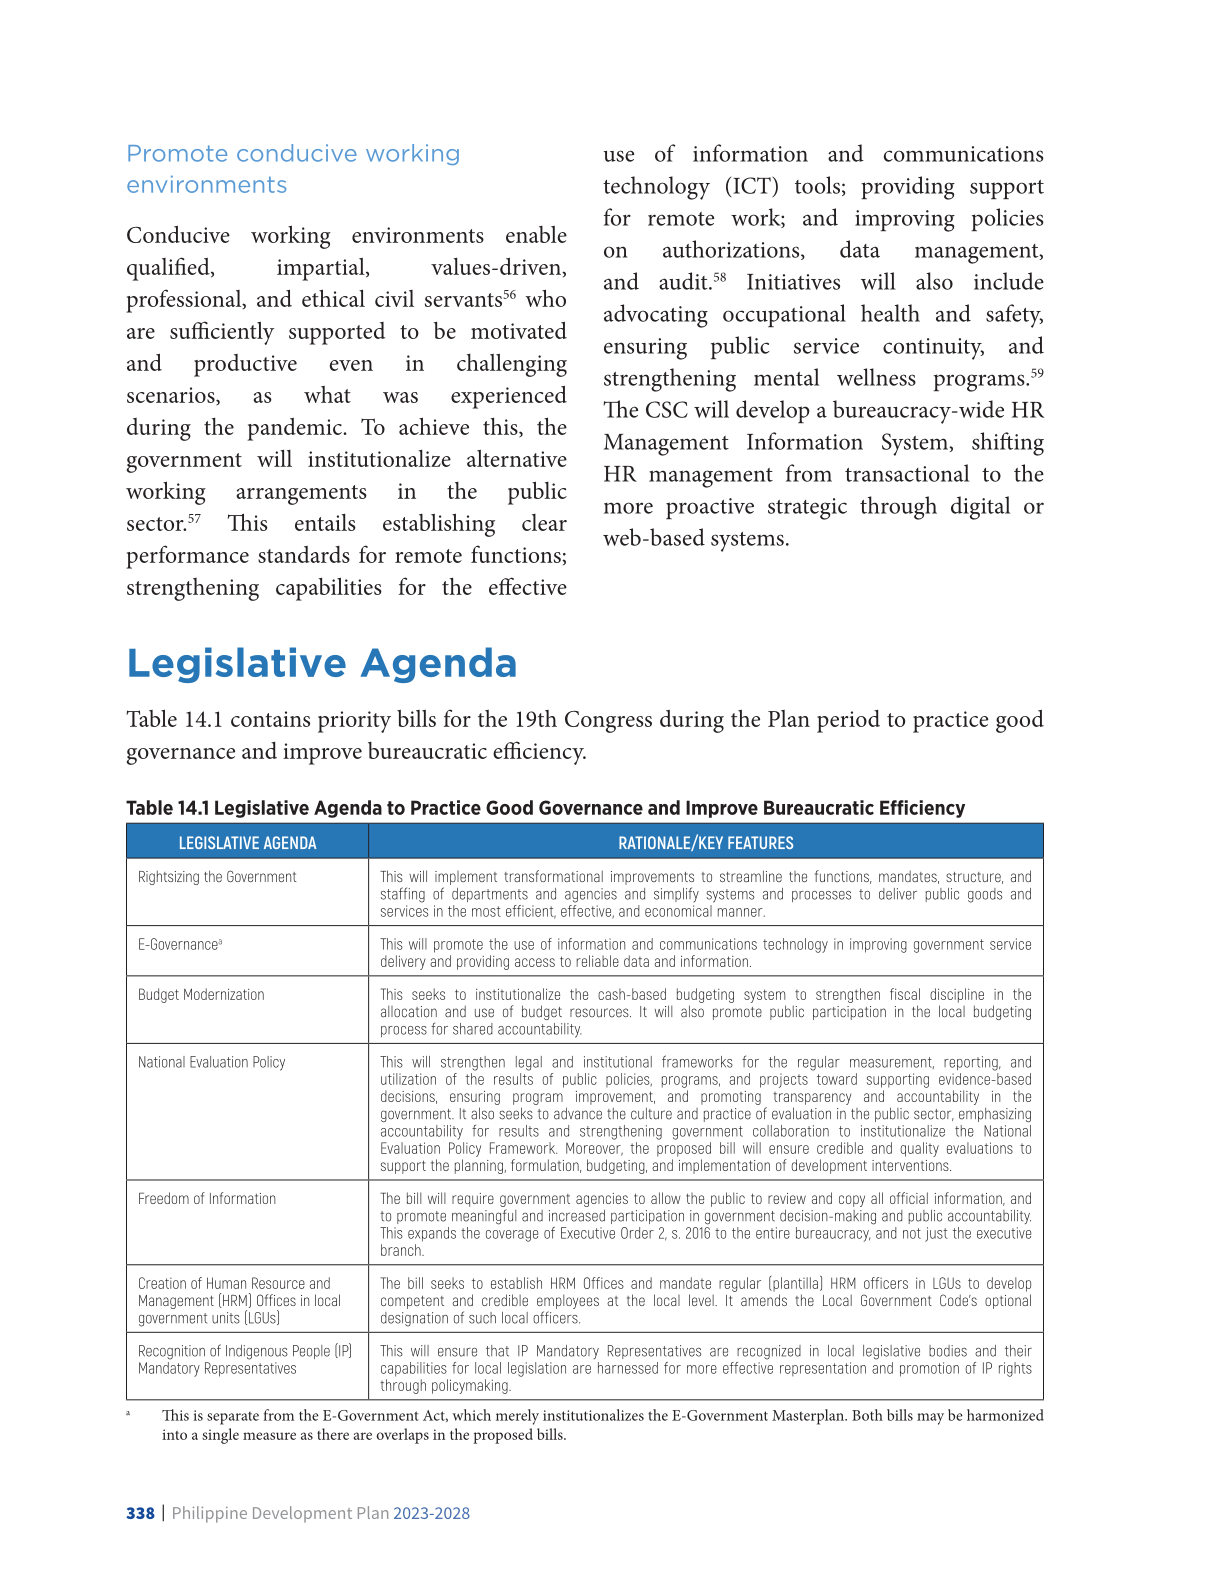 Promote conducive working
environments
Conducive working environments enable
qualified, impartial, values-driven,
professional, and ethical civil servants56 who
are sufficiently supported to be motivated
and productive even in challenging
scenarios, as what was experienced
during the pandemic. To achieve this, the
government will institutionalize alternative
working arrangements in the public
sector.57 This entails establishing clear
performance standards for remote functions;
strengthening capabilities for the effective
use of information and communications
technology (ICT) tools; providing support
for remote work; and improving policies
on authorizations, data management,
and audit.58 Initiatives will also include
advocating occupational health and safety,
ensuring public service continuity, and
strengthening mental wellness programs.59
The CSC will develop a bureaucracy-wide HR
Management Information System, shifting
HR management from transactional to the
more proactive strategic through digital or
web-based systems.
Legislative Agenda
Table 14.1 contains priority bills for the 19th Congress during the Plan period to practice good
governance and improve bureaucratic efficiency.
Table 14.1 Legislative Agenda to Practice Good Governance and Improve Bureaucratic Efficiency
LEGISLATIVE AGENDA
RATIONALE/KEY FEATURES
Rightsizing the Government
This will implement transformational improvements to streamline the functions, mandates, structure, and
staffing of departments and agencies and simplify systems and processes to deliver public goods and
services in the most efficient, effective, and economical manner.
E-Governancea
This will promote the use of information and communications technology in improving government service
delivery and providing access to reliable data and information.
Budget Modernization
This seeks to institutionalize the cash-based budgeting system to strengthen fiscal discipline in the
allocation and use of budget resources. It will also promote public participation in the local budgeting
process for shared accountability.
National Evaluation Policy
This will strengthen legal and institutional frameworks for the regular measurement, reporting, and
utilization of the results of public policies, programs, and projects toward supporting evidence-based
decisions, ensuring program improvement, and promoting transparency and accountability in the
government. It also seeks to advance the culture and practice of evaluation in the public sector, emphasizing
accountability for results and strengthening government collaboration to institutionalize the National
Evaluation Policy Framework. Moreover, the proposed bill will ensure credible and quality evaluations to
support the planning, formulation, budgeting, and implementation of development interventions.
Freedom of Information
The bill will require government agencies to allow the public to review and copy all official information, and
to promote meaningful and increased participation in government decision-making and public accountability.
This expands the coverage of Executive Order 2, s. 2016 to the entire bureaucracy, and not just the executive
branch.
Creation of Human Resource and
Management (HRM) Offices in local
government units (LGUs)
The bill seeks to establish HRM Offices and mandate regular (plantilla) HRM officers in LGUs to develop
competent and credible employees at the local level. It amends the Local Government Code's optional
designation of such local officers.
Recognition of Indigenous People (IP)
Mandatory Representatives
This will ensure that IP Mandatory Representatives are recognized in local legislative bodies and their
capabilities for local legislation are harnessed for more effective representation and promotion of IP rights
through policymaking.
a This is separate from the E-Government Act, which merely institutionalizes the E-Government Masterplan. Both bills may be harmonized
into a single measure as there are overlaps in the proposed bills.
338 | Philippine Development Plan 2023-2028